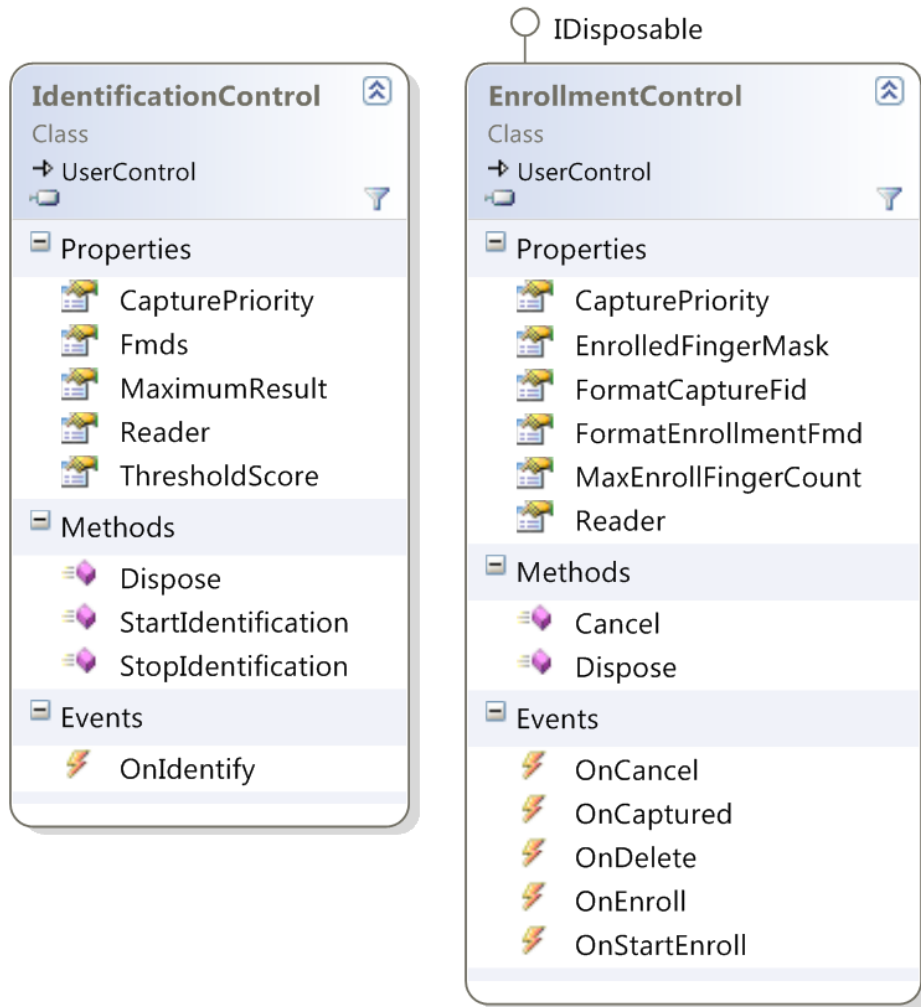 IdentificationControl
Class
UserControl
Properties
CapturePriority
Fmds
MaximumResult
Reader
ThresholdScore
Methods
Dispose
StartIdentification
StopIdentification
Events
OnIdentify
IDisposable
EnrollmentControl
Class
UserControl
Properties
CapturePriority
EnrolledFingerMask
FormatCaptureFid
FormatEnrollmentFmd
MaxEnrollFingerCount
Reader
Methods
Cancel
Dispose
Events
OnCancel
OnCaptured
OnDelete
OnEnroll
OnStartEnroll